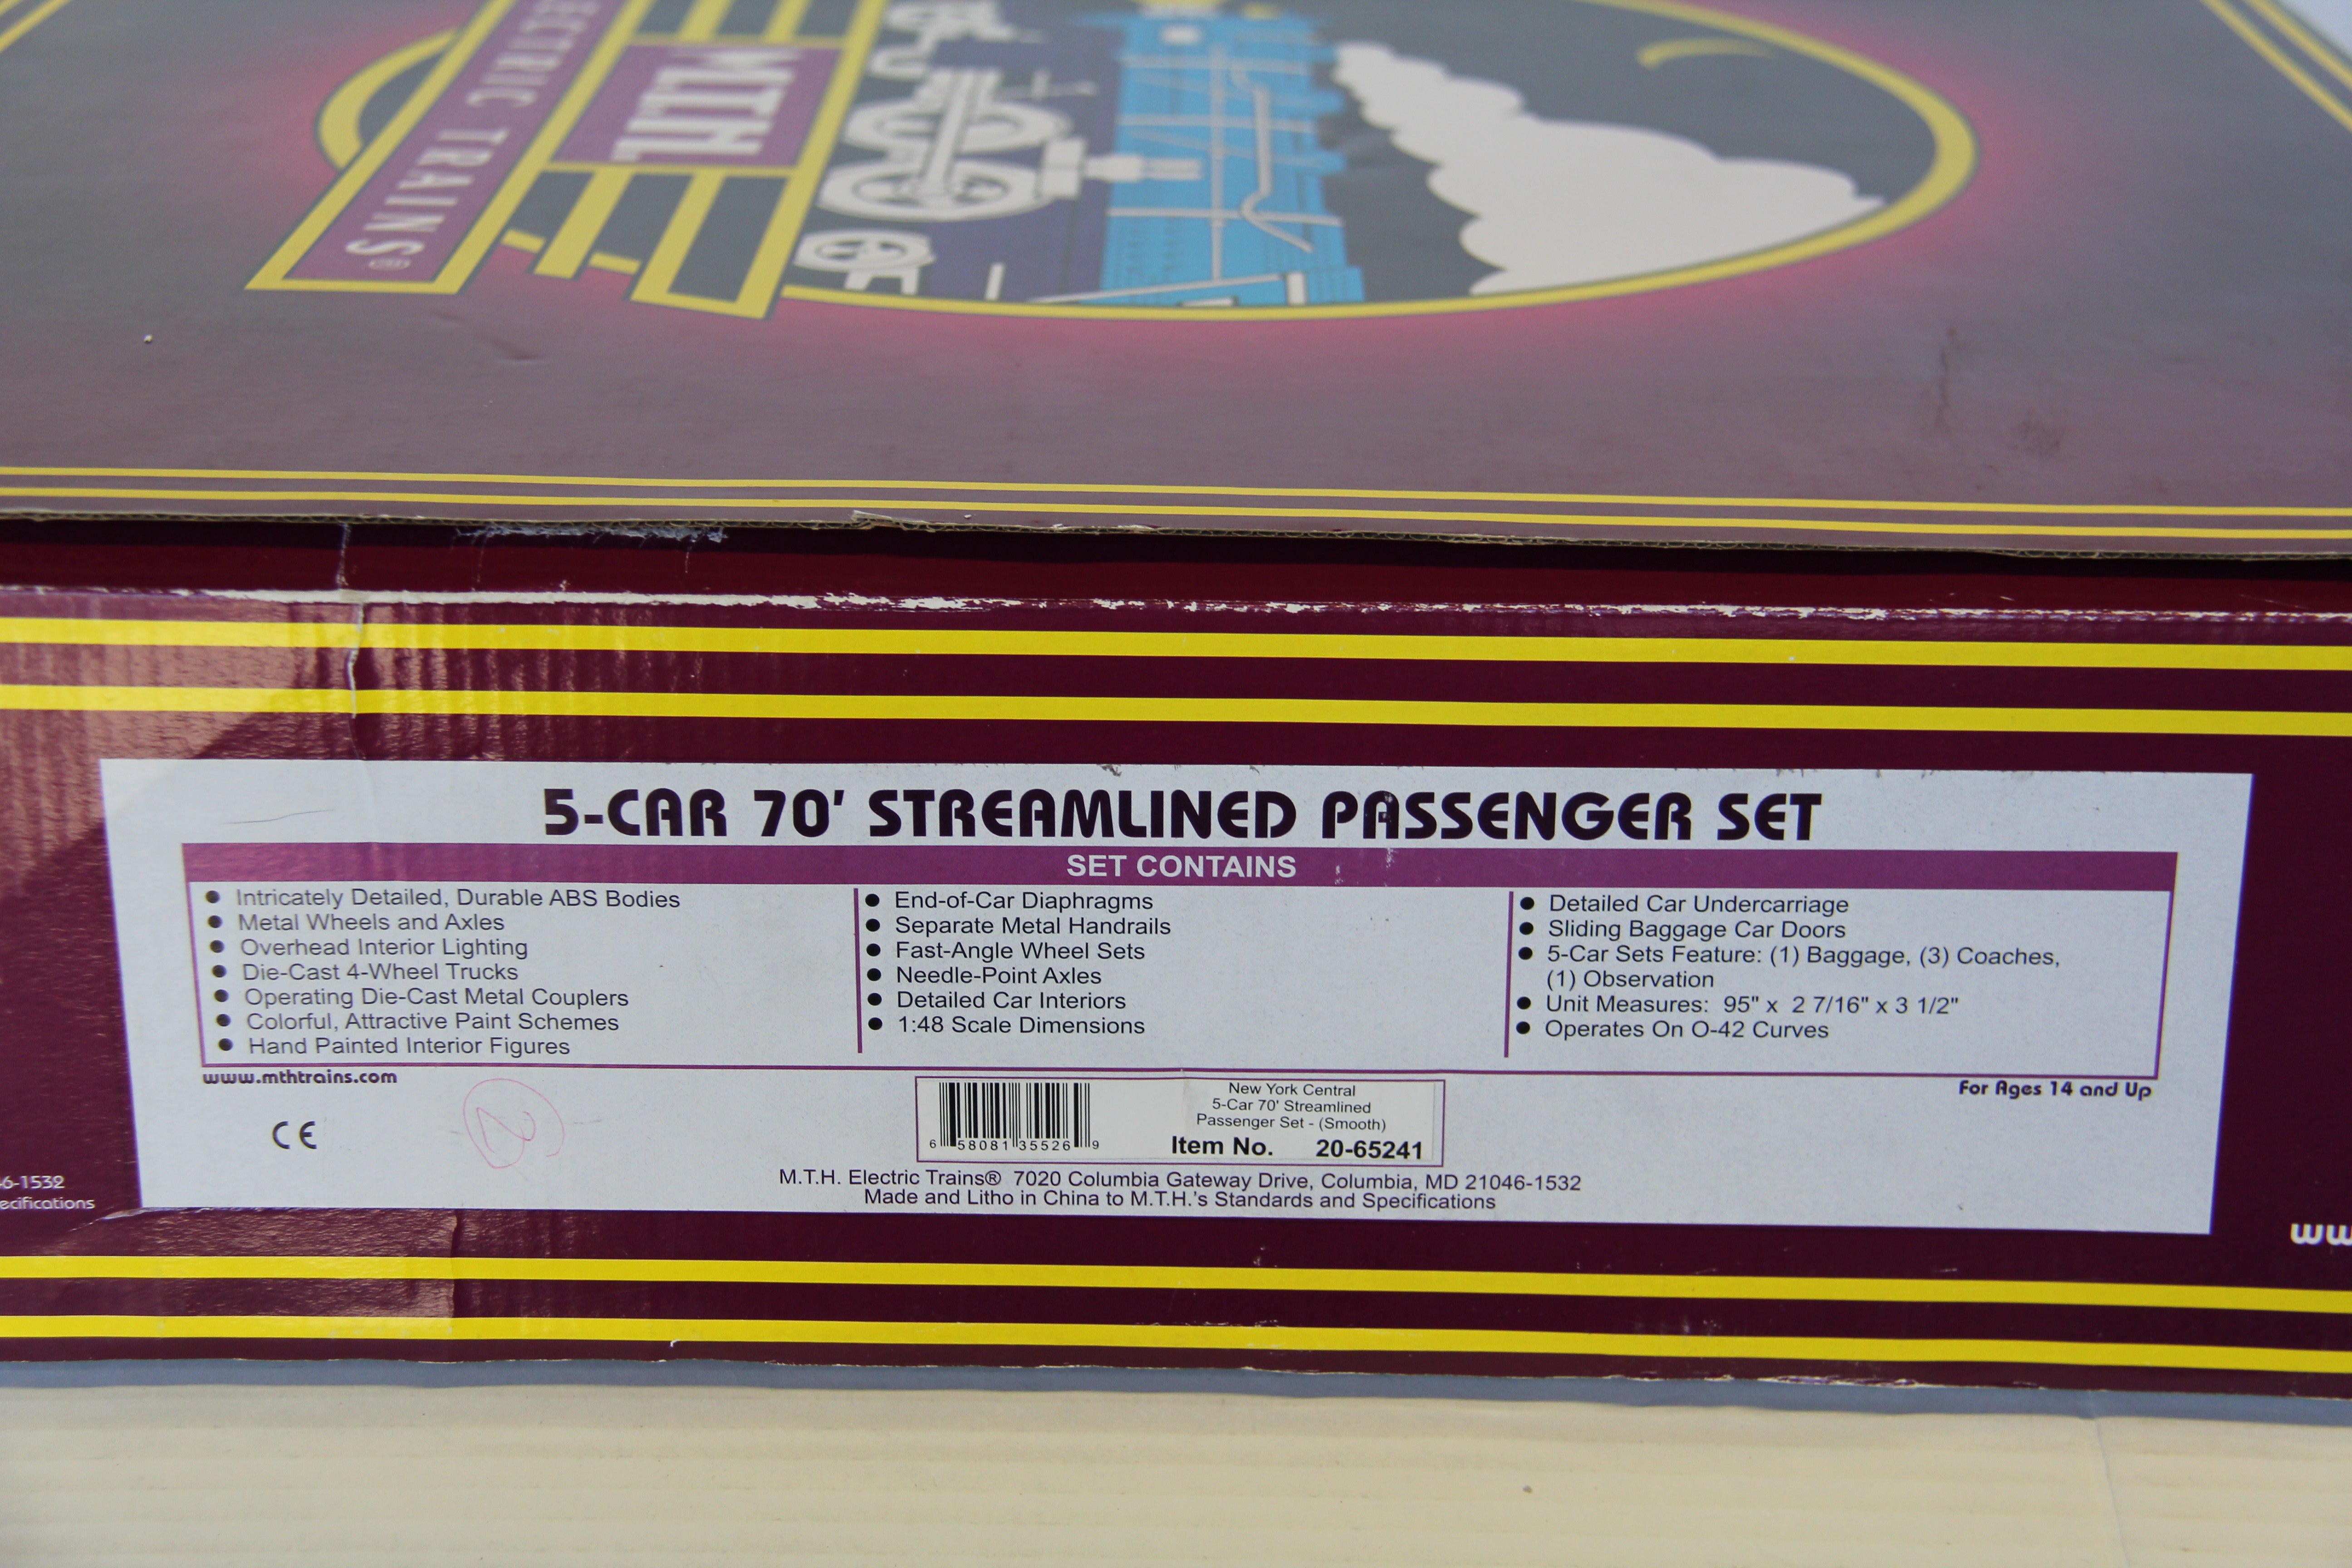 M.T.H.
ECTRIC TRAINS®
5-CAR 70' STREAMLINED PASSENGER SET
SET CONTAINS
• Intricately Detailed, Durable ABS Bodies
• Metal Wheels and Axles
• Overhead Interior Lighting
• Die-Cast 4-Wheel Trucks
• Operating Die-Cast Metal Couplers
• Colorful, Attractive Paint Schemes
• Hand Painted Interior Figures
• End-of-Car Diaphragms
• Separate Metal Handrails
• Fast-Angle Wheel Sets
• Needle-Point Axles
• Detailed Car Interiors
• 1:48 Scale Dimensions
• Detailed Car Undercarriage
• Sliding Baggage Car Doors
• 5-Car Sets Feature: (1) Baggage, (3) Coaches,
(1) Observation
• Unit Measures: 95" x 2 7/16" x 3 1/2"
• Operates On O-42 Curves
www.mthtrains.com
For Ages 14 and Up
CE
6 58081 35526 9
New York Central
5-Car 70' Streamlined
Passenger Set - (Smooth)
Item No. 20-65241
M.T.H. Electric Trains® 7020 Columbia Gateway Drive, Columbia, MD 21046-1532
Made and Litho in China to M.T.H.'s Standards and Specifications
46-1532
ecifications
ww